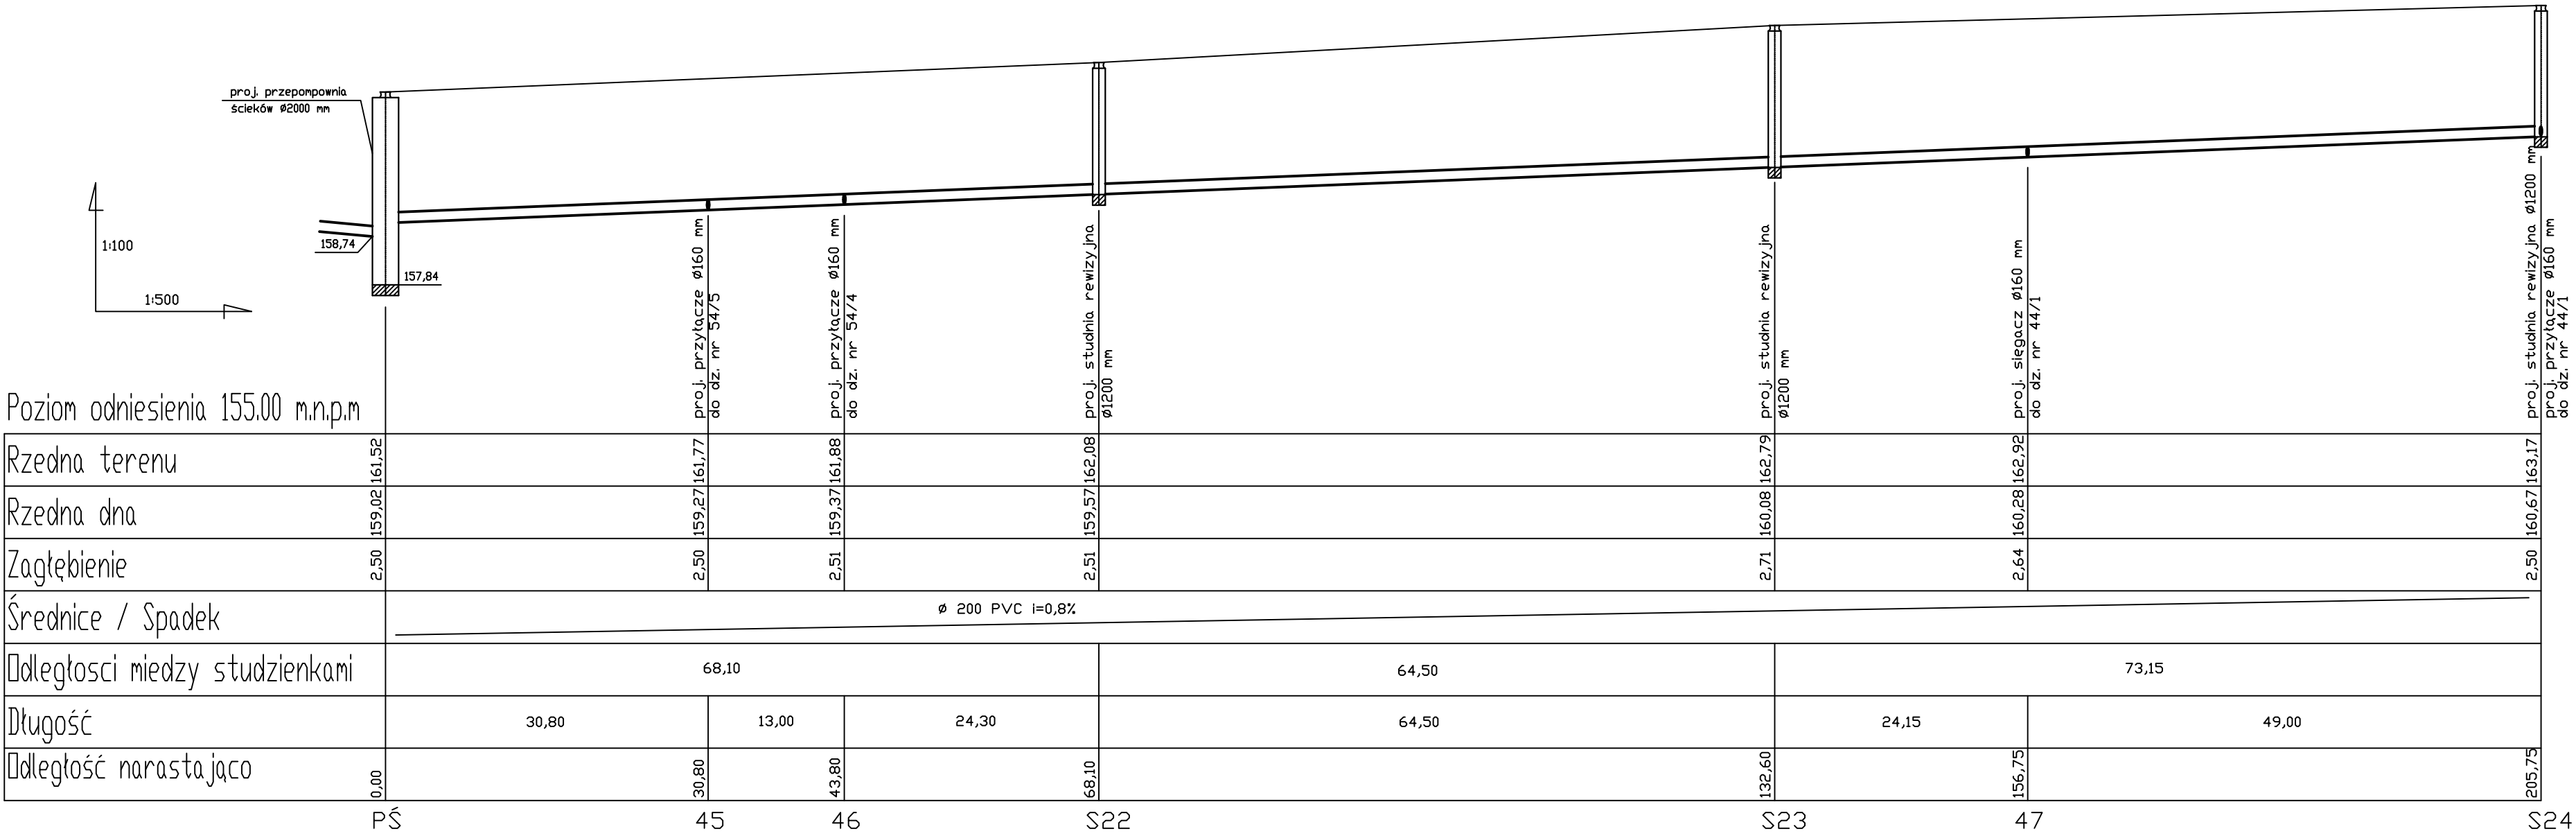 proj. przepompownia
ścieków Ø2000 mm
1:100
1:500
158,74
157,84
proj. przyłącze Ø160 mm
do dz. nr 54/5
proj. przyłącze Ø160 mm
do dz. nr 54/4
proj. studnia rewizyjna
Ø1200 mm
proj. studnia rewizyjna
Ø1200 mm
proj. sięgacz Ø160 mm
do dz. nr 44/1
proj. studnia rewizyjna Ø1200 mm
proj. przyłącze Ø160 mm
do dz. nr 44/1
Poziom odniesienia 155.00 m.n.p.m
Rzedna terenu 161,52 161,77 161,88 162,08 162,79 162,92 163,17
Rzedna dna 159,02 159,27 159,37 159,57 160,08 160,28 160,67
Zagłębienie 2,50 2,50 2,51 2,51 2,71 2,64 2,50
Średnice / Spadek Ø 200 PVC i=0,8%
Odległosci miedzy studzienkami 68,10 64,50 73,15
Długość 30,80 13,00 24,30 64,50 24,15 49,00
Odległość narastająco 0,00 30,80 43,80 68,10 132,60 156,75 205,75
PŚ 45 46 S22 S23 47 S24